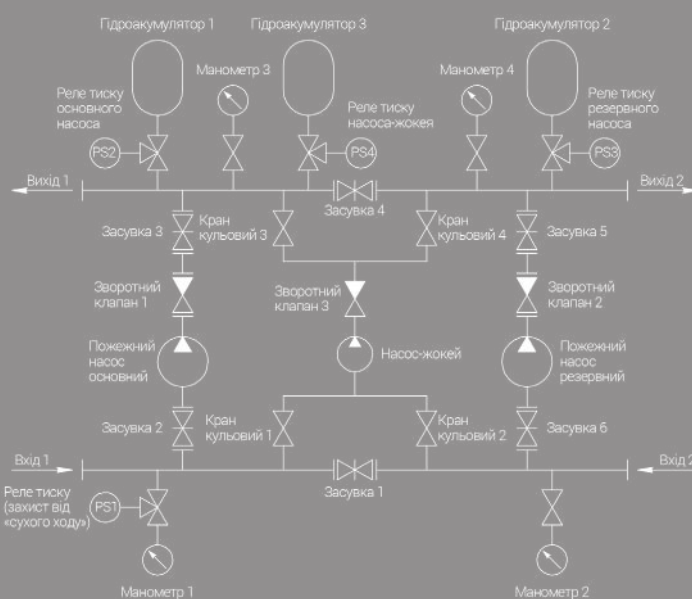 Гідроакумулятор 1
Гідроакумулятор 3
Гідроакумулятор 2
Манометр 3
Манометр 4
Реле тиску
основного
насоса
Реле тиску
насоса-жокея
Реле тиску
резервного
насоса
PS2
PS4
PS3
Вихід 1
Вихід 2
Засувка 4
Засувка 3
Кран
кульовий 3
Кран
кульовий 4
Засувка 5
Зворотний
клапан 1
Зворотний
клапан 3
Зворотний
клапан 2
Пожежний
насос
основний
Насос-жокей
Пожежний
насос
резервний
Засувка 2
Кран
кульовий 1
Кран
кульовий 2
Засувка 6
Вхід 1
Вхід 2
Засувка 1
Реле тиску
(захист від
«сухого ходу»)
PS1
Манометр 1
Манометр 2